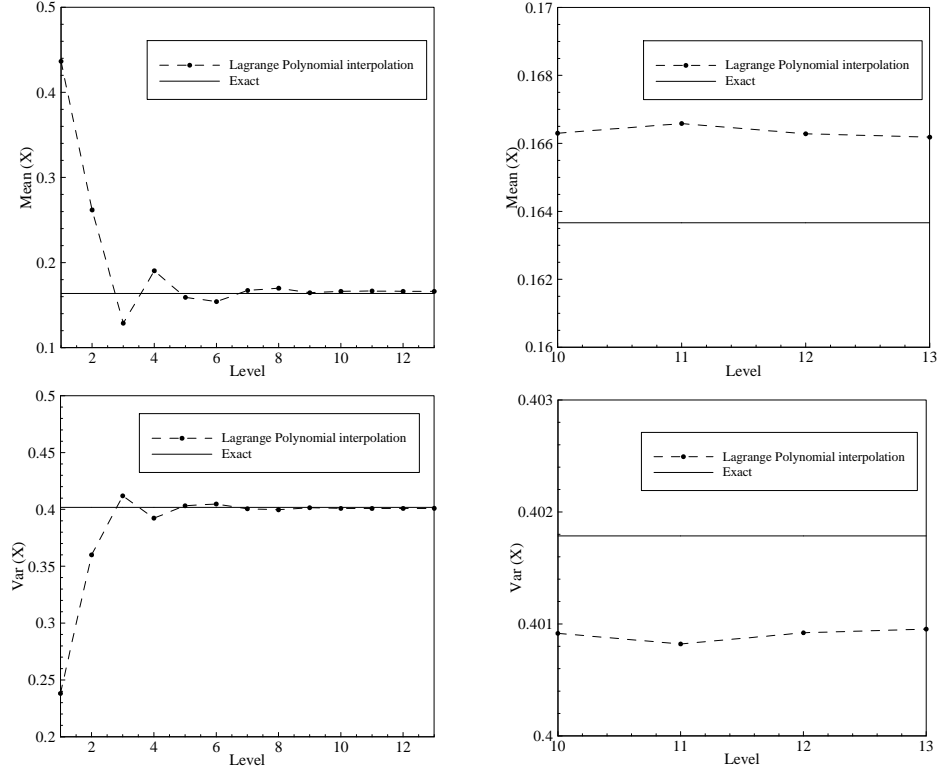 0.5
0.4
0.3
0.2
0.1
Mean (X)
2
4
6
8
10
12
Level
Lagrange Polynomial interpolation
Exact
0.17
0.168
0.166
0.164
0.162
0.16
Mean (X)
10
11
12
13
Level
Lagrange Polynomial interpolation
Exact
0.5
0.45
0.4
0.35
0.3
0.25
0.2
Var (X)
2
4
6
8
10
12
Level
Lagrange Polynomial interpolation
Exact
0.403
0.402
0.401
0.4
Var (X)
10
11
12
13
Level
Lagrange Polynomial interpolation
Exact